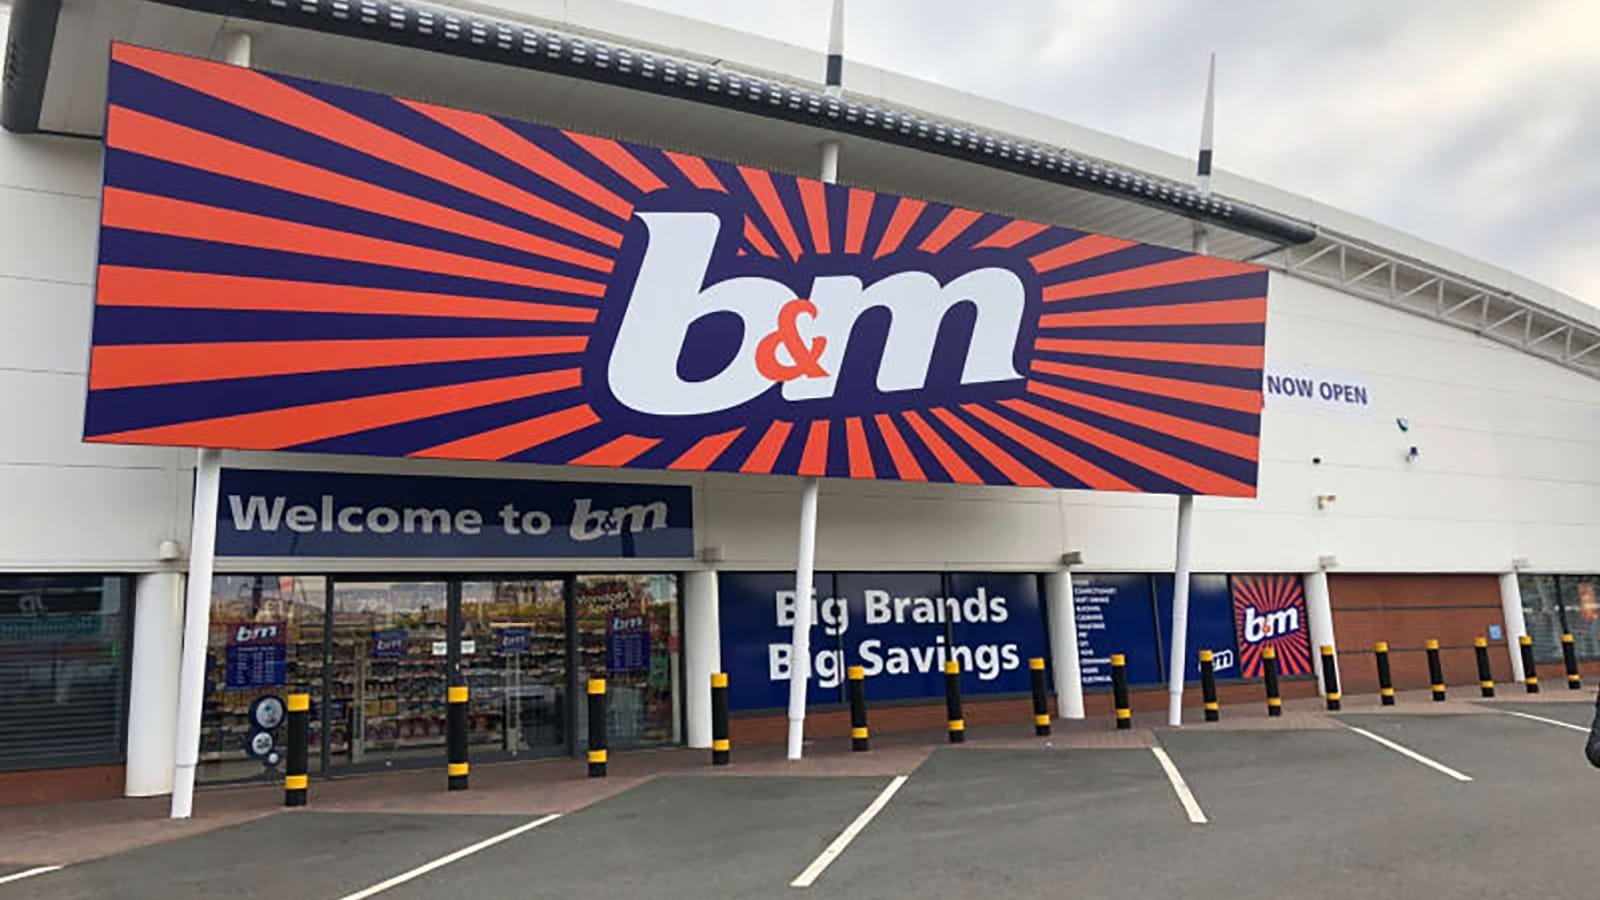 b&m
NOW OPEN
Welcome to b&m
Big Brands
Big Savings
b&m
b&m
b&m
b&m
b&m